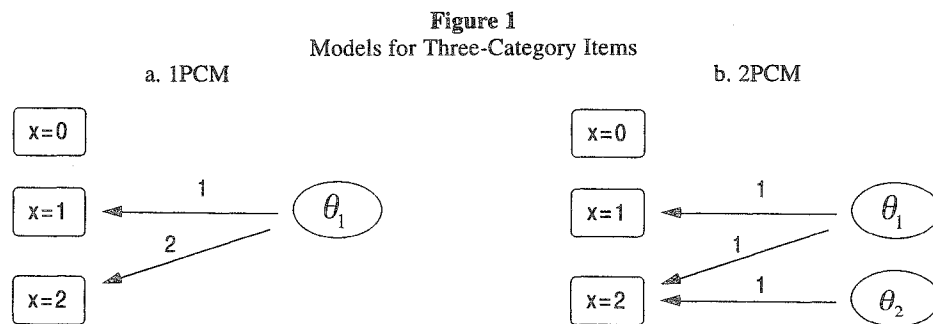 Figure 1
Models for Three-Category Items
a. 1PCM
b. 2PCM
x=0
x=1
x=2
1
2
θ₁
x=0
x=1
x=2
1
1
1
θ₁
θ₂